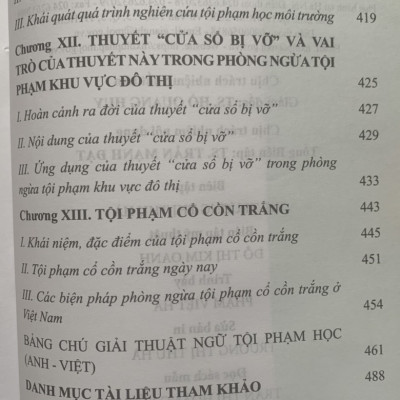 III. Khái quát quá trình nghiên cứu tội phạm học môi trường 419
Chương XII. THUYẾT “CỬA SỔ BỊ VỠ” VÀ VAI
TRÒ CỦA THUYẾT NÀY TRONG PHÒNG NGỪA TỘI
PHẠM KHU VỰC ĐÔ THỊ 425
I. Hoàn cảnh ra đời của thuyết “cửa sổ bị vỡ” 427
II. Nội dung của thuyết “cửa sổ bị vỡ” 429
III. Ứng dụng của thuyết “cửa sổ bị vỡ” trong phòng
ngừa tội phạm khu vực đô thị 433
Chương XIII. TỘI PHẠM CỔ CỒN TRẮNG 443
I. Khái niệm, đặc điểm của tội phạm cổ cồn trắng 445
II. Tội phạm cổ cồn trắng ngày nay 451
III. Các biện pháp phòng ngừa tội phạm cổ cồn trắng ở
Việt Nam 454
BẢNG CHÚ GIẢI THUẬT NGỮ TỘI PHẠM HỌC
(ANH - VIỆT) 461
DANH MỤC TÀI LIỆU THAM KHẢO 488